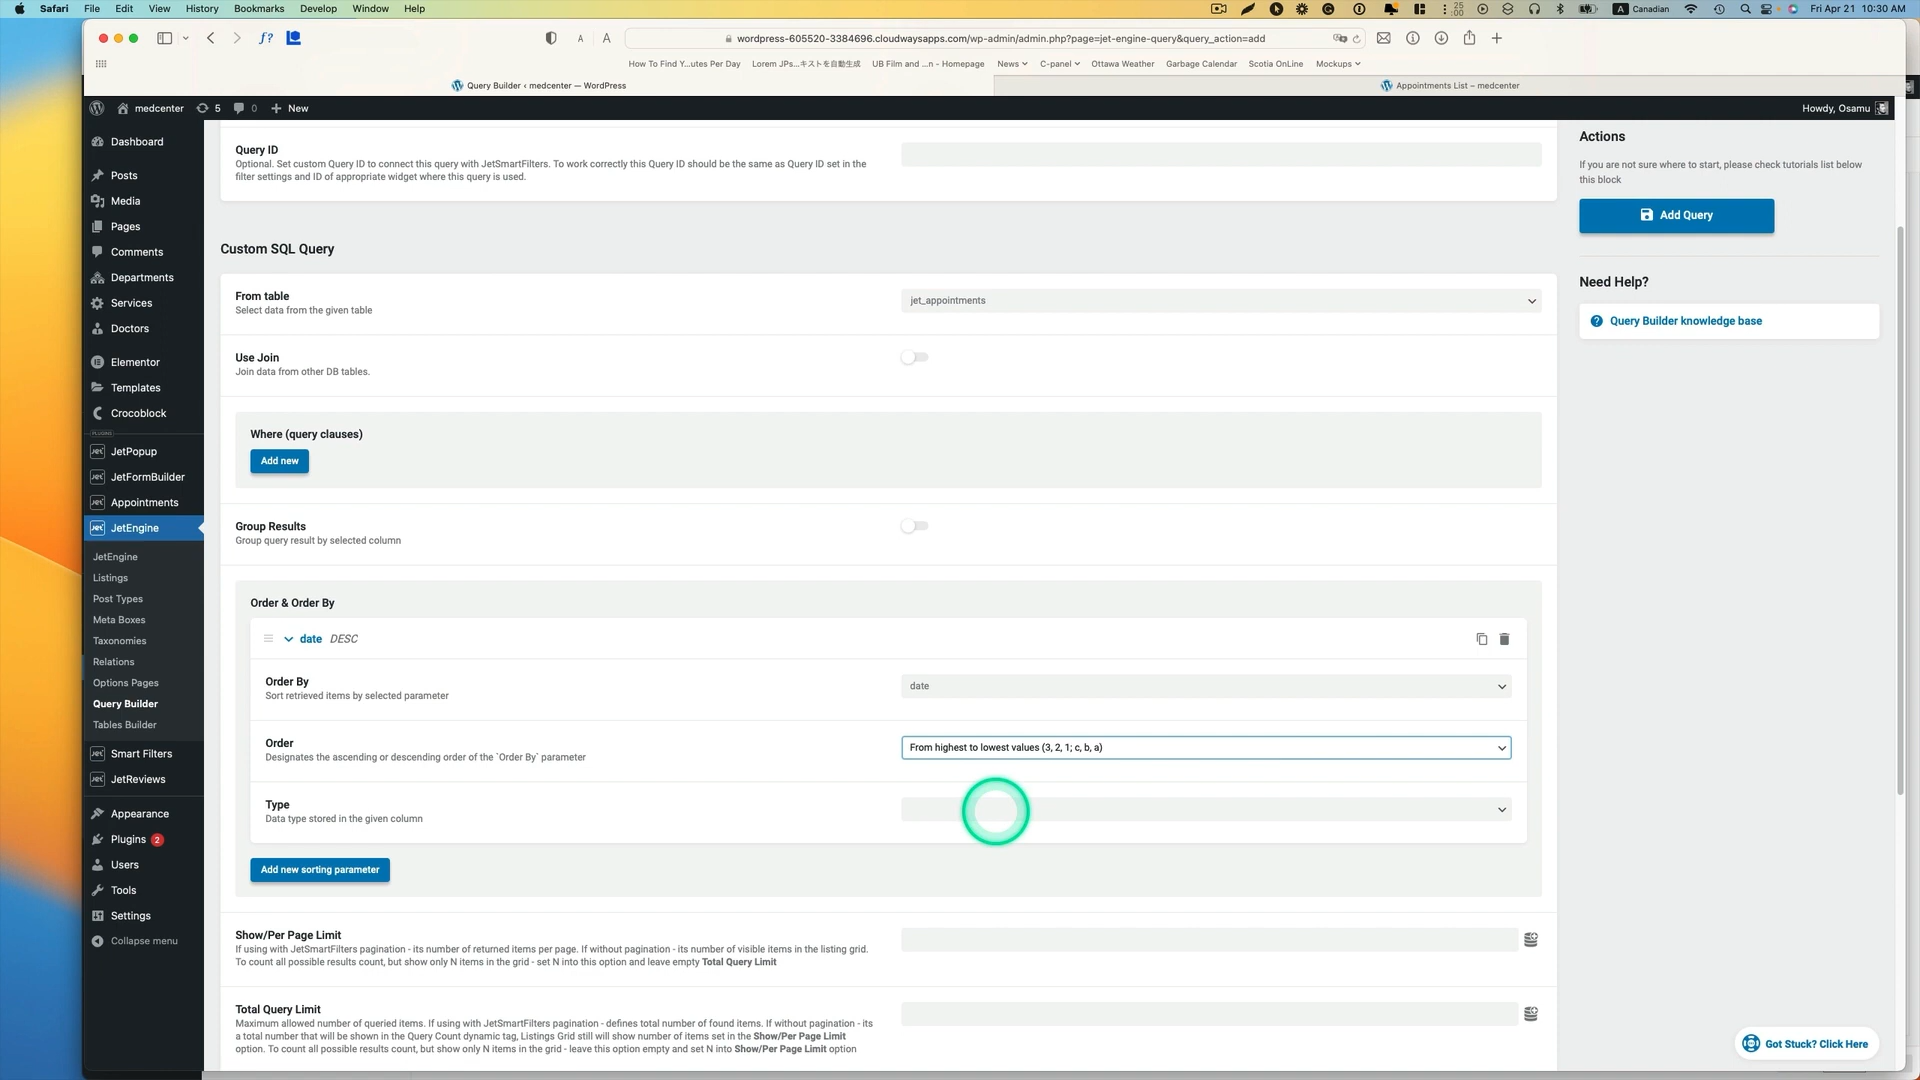 Safari File Edit View History Bookmarks Develop Window Help
25
:00
A Canadian
Fri Apr 21 10:30 AM
A A
wordpress-605520-3384696.cloudwaysapps.com/wp-admin/admin.php?page=jet-engine-query&query_action=add
How To Find Y...utes Per Day Lorem JPs...キストを自動生成 UB Film and ...n - Homepage News C-panel Ottawa Weather Garbage Calendar Scotia OnLine Mockups
Query Builder ‹ medcenter — WordPress
Appointments List – medcenter
medcenter 5 0 New
Howdy, Osamu
Dashboard
Posts
Media
Pages
Comments
Departments
Services
Doctors
Elementor
Templates
Crocoblock
PLUGINS
JetPopup
JetFormBuilder
Appointments
JetEngine
JetEngine
Listings
Post Types
Meta Boxes
Taxonomies
Relations
Options Pages
Query Builder
Tables Builder
Smart Filters
JetReviews
Appearance
Plugins 2
Users
Tools
Settings
Collapse menu
Query ID
Optional. Set custom Query ID to connect this query with JetSmartFilters. To work correctly this Query ID should be the same as Query ID set in the
filter settings and ID of appropriate widget where this query is used.
Custom SQL Query
From table
Select data from the given table
jet_appointments
Use Join
Join data from other DB tables.
Where (query clauses)
Add new
Group Results
Group query result by selected column
Order & Order By
date DESC
Order By
Sort retrieved items by selected parameter
date
Order
Designates the ascending or descending order of the `Order By` parameter
From highest to lowest values (3, 2, 1; c, b, a)
Type
Data type stored in the given column
Add new sorting parameter
Show/Per Page Limit
If using with JetSmartFilters pagination - its number of returned items per page. If without pagination - its number of visible items in the listing grid.
To count all possible results count, but show only N items in the grid - set N into this option and leave empty Total Query Limit
Total Query Limit
Maximum allowed number of queried items. If using with JetSmartFilters pagination - defines total number of found items. If without pagination - its
a total number that will be shown in the Query Count dynamic tag, Listings Grid still will show number of items set in the Show/Per Page Limit
option. To count all possible results count, but show only N items in the grid - leave this option empty and set N into Show/Per Page Limit option
Actions
If you are not sure where to start, please check tutorials list below
this block
Add Query
Need Help?
Query Builder knowledge base
Got Stuck? Click Here